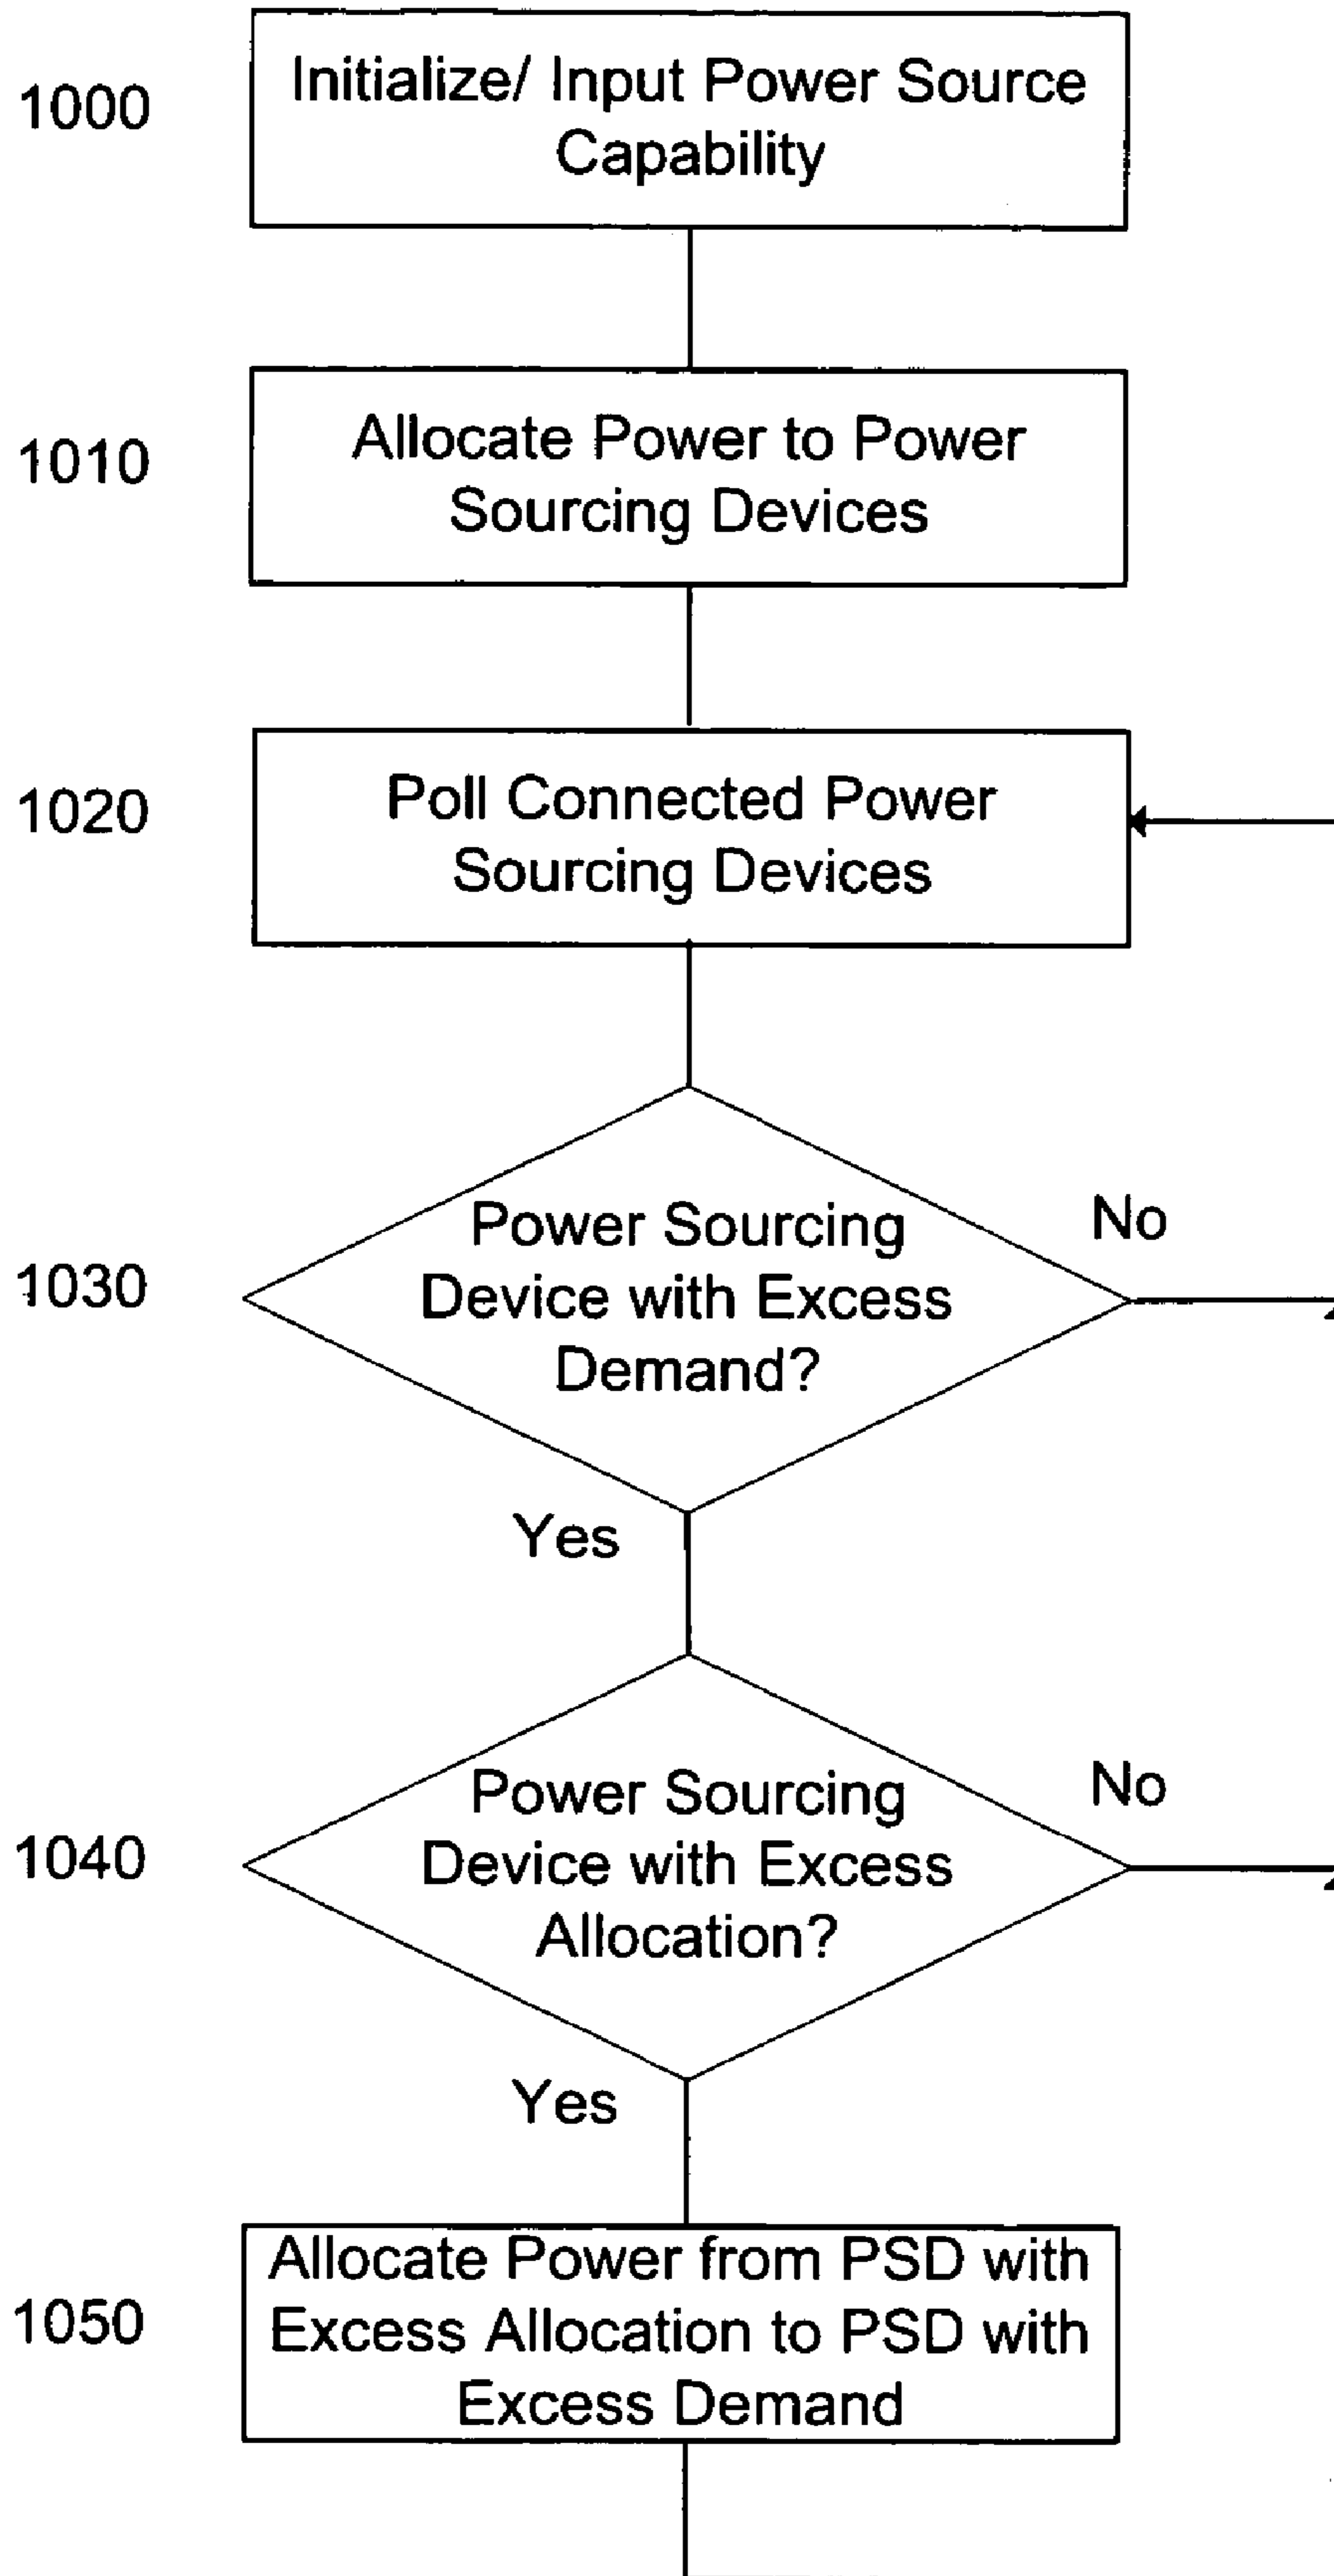 1000
Initialize/ Input Power Source
Capability
1010
Allocate Power to Power
Sourcing Devices
1020
Poll Connected Power
Sourcing Devices
1030
Power Sourcing
Device with Excess
Demand?
No
Yes
1040
Power Sourcing
Device with Excess
Allocation?
No
Yes
1050
Allocate Power from PSD with
Excess Allocation to PSD with
Excess Demand